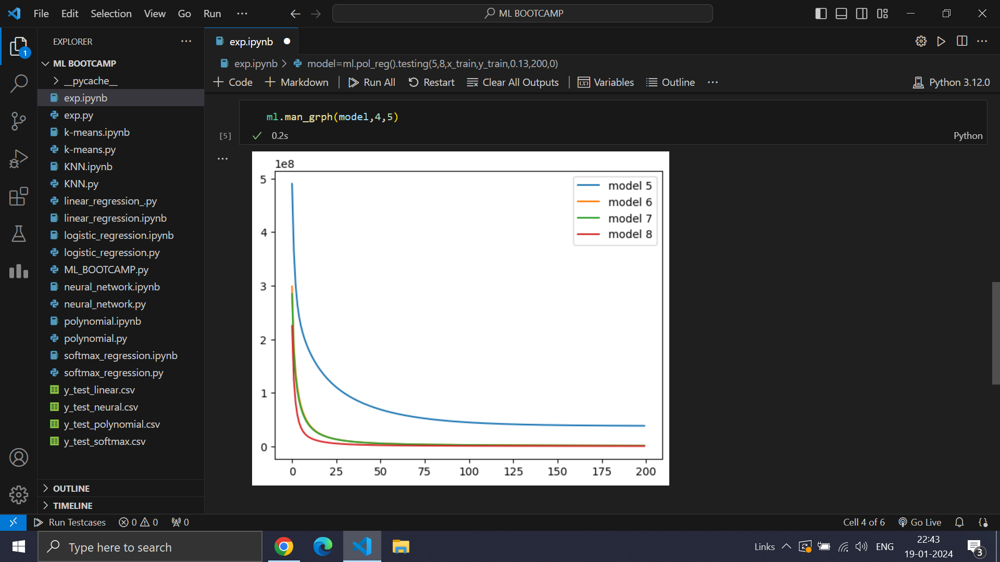 File Edit Selection View Go Run ···
ML BOOTCAMP
EXPLORER ···
1
ML BOOTCAMP
__pycache__
exp.ipynb
exp.py
k-means.ipynb
k-means.py
KNN.ipynb
KNN.py
linear_regression_.py
linear_regression.ipynb
logistic_regression.ipynb
logistic_regression.py
ML_BOOTCAMP.py
neural_network.ipynb
neural_network.py
polynomial.ipynb
polynomial.py
softmax_regression.ipynb
softmax_regression.py
y_test_linear.csv
y_test_neural.csv
y_test_polynomial.csv
y_test_softmax.csv
OUTLINE
TIMELINE
exp.ipynb
exp.ipynb > model=ml.pol_reg().testing(5,8,x_train,y_train,0.13,200,0)
+ Code + Markdown | Run All Restart Clear All Outputs | Variables Outline ···
Python 3.12.0
ml.man_grph(model,4,5)
[5] ✓ 0.2s
Python
1e8
5
4
3
2
1
0
0 25 50 75 100 125 150 175 200
model 5
model 6
model 7
model 8
Run Testcases 0 0 0
Cell 4 of 6 Go Live
Type here to search
Links ENG
22:43
19-01-2024
3